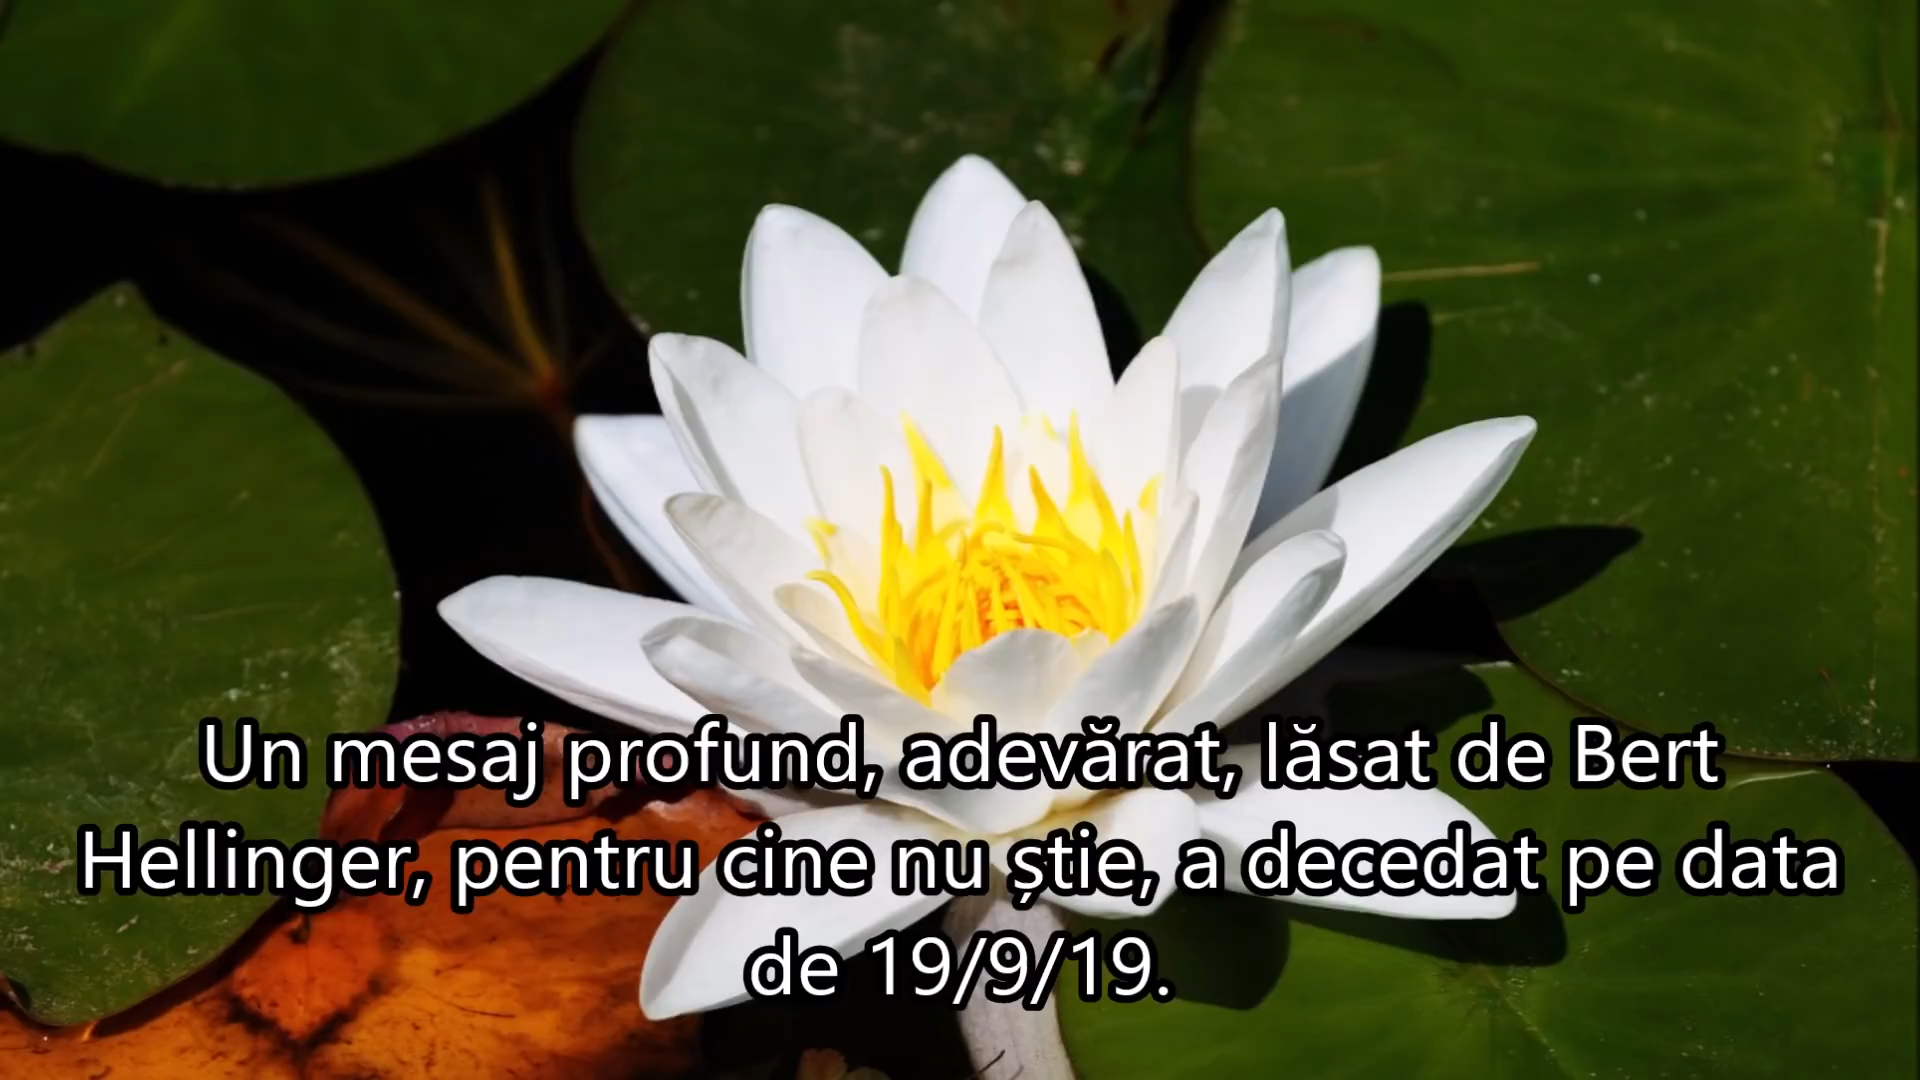 Un mesaj profund, adevărat, lăsat de Bert
Hellinger, pentru cine nu știe, a decedat pe data
de 19/9/19.